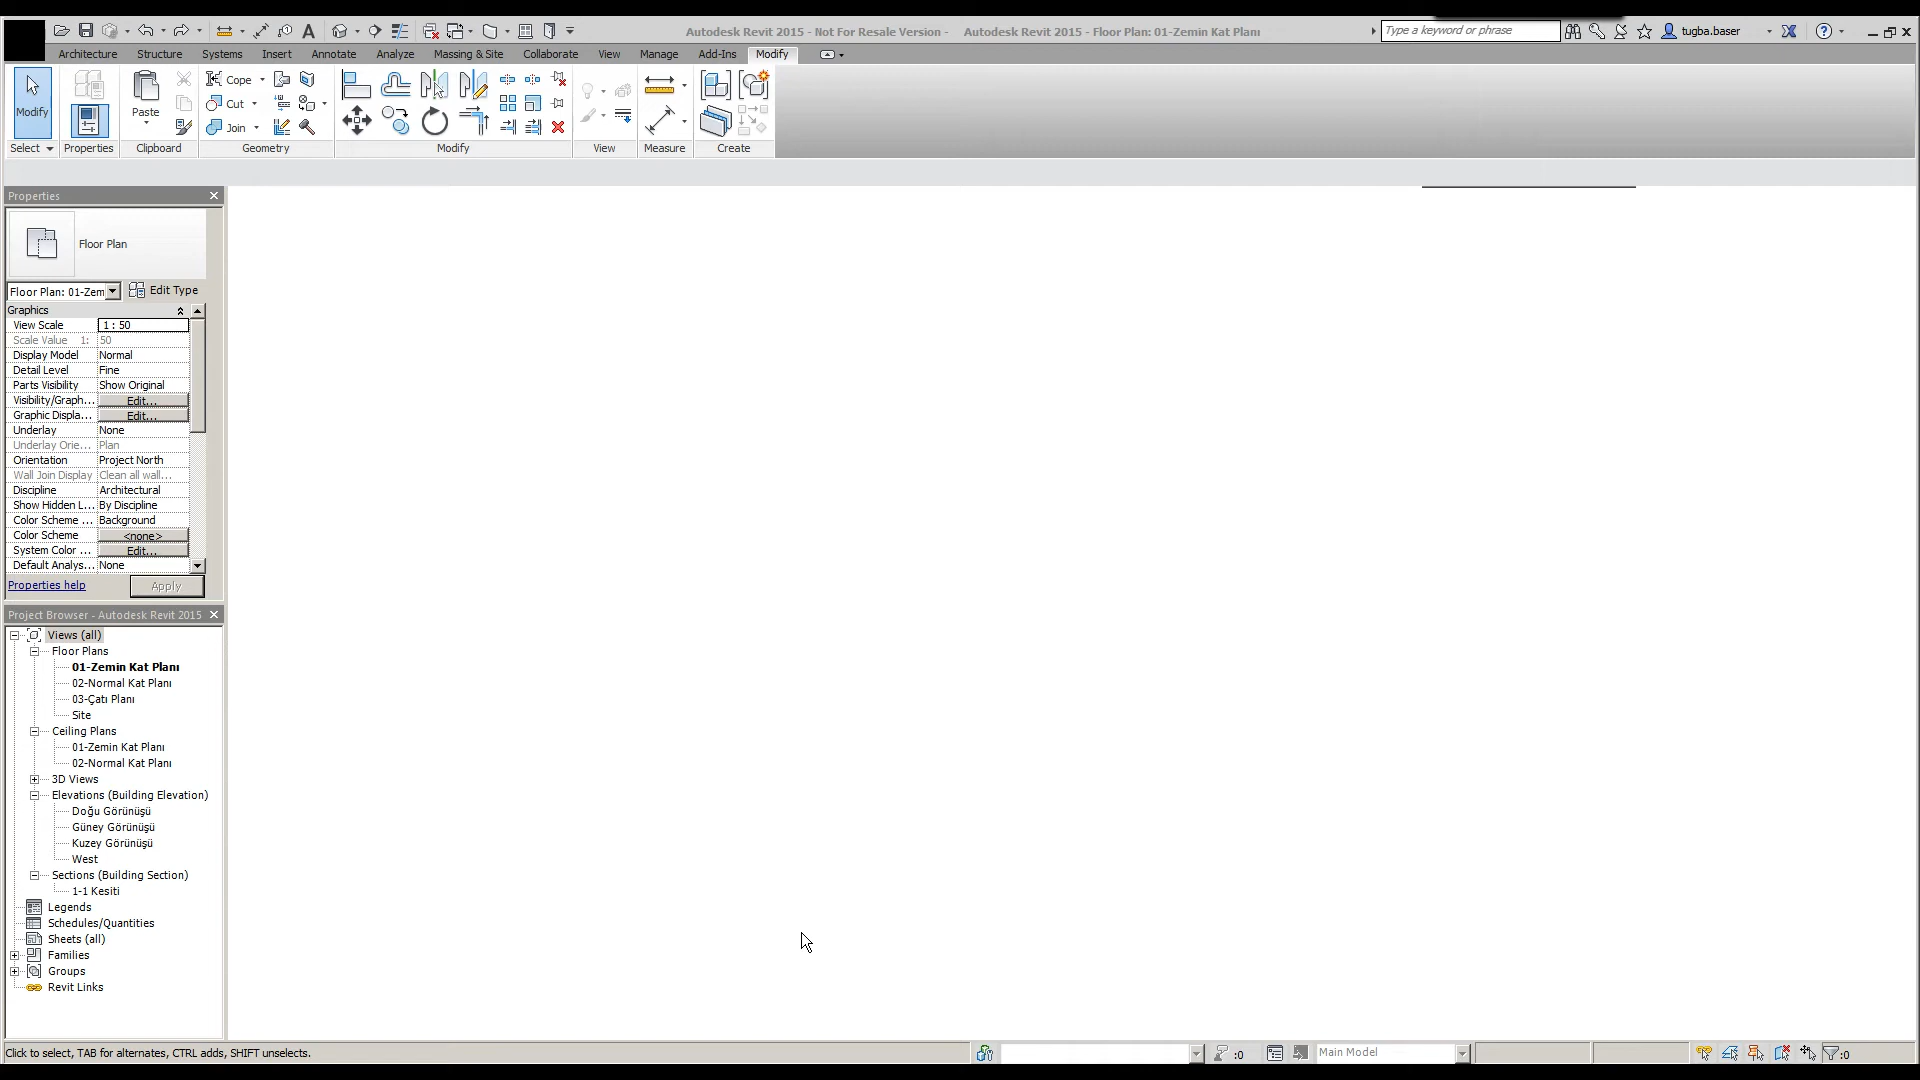 Autodesk Revit 2015 - Not For Resale Version - Autodesk Revit 2015 - Floor Plan: 01-Zemin Kat Planı
Type a keyword or phrase
tugba.baser
Architecture Structure Systems Insert Annotate Analyze Massing & Site Collaborate View Manage Add-Ins Modify
Modify
Paste
Cope
Cut
Join
Select Properties Clipboard Geometry Modify View Measure Create
Properties
Floor Plan
Floor Plan: 01-Zem Edit Type
Graphics
View Scale 1 : 50
Scale Value 1: 50
Display Model Normal
Detail Level Fine
Parts Visibility Show Original
Visibility/Graph... Edit...
Graphic Displa... Edit...
Underlay None
Underlay Orie... Plan
Orientation Project North
Wall Join Display Clean all wall...
Discipline Architectural
Show Hidden L... By Discipline
Color Scheme ... Background
Color Scheme <none>
System Color ... Edit...
Default Analys... None
Properties help Apply
Project Browser - Autodesk Revit 2015
Views (all)
Floor Plans
01-Zemin Kat Planı
02-Normal Kat Planı
03-Çatı Planı
Site
Ceiling Plans
01-Zemin Kat Planı
02-Normal Kat Planı
3D Views
Elevations (Building Elevation)
Doğu Görünüşü
Güney Görünüşü
Kuzey Görünüşü
West
Sections (Building Section)
1-1 Kesiti
Legends
Schedules/Quantities
Sheets (all)
Families
Groups
Revit Links
Click to select, TAB for alternates, CTRL adds, SHIFT unselects.
:0
Main Model
:0